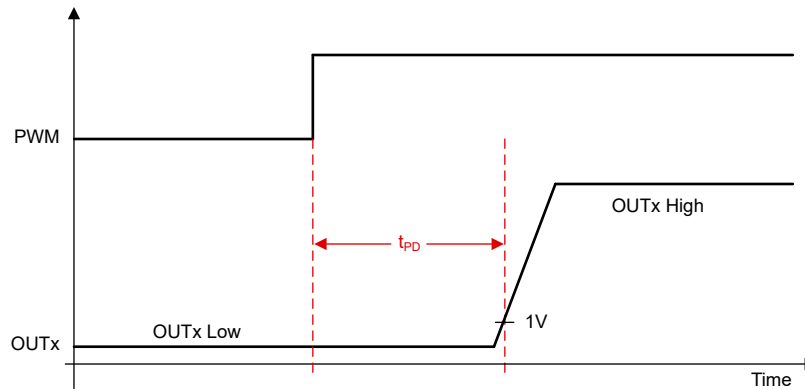 PWM
OUTx High
tPD
1V
OUTx Low
OUTx
Time